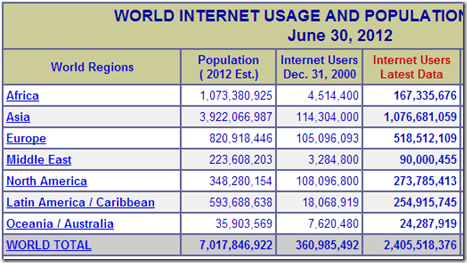 WORLD INTERNET USAGE AND POPULATION
June 30, 2012
World Regions Population ( 2012 Est.) Internet Users Dec. 31, 2000 Internet Users Latest Data
Africa 1,073,380,925 4,514,400 167,335,676
Asia 3,922,066,987 114,304,000 1,076,681,059
Europe 820,918,446 105,096,093 518,512,109
Middle East 223,608,203 3,284,800 90,000,455
North America 348,280,154 108,096,800 273,785,413
Latin America / Caribbean 593,688,638 18,068,919 254,915,745
Oceania / Australia 35,903,569 7,620,480 24,287,919
WORLD TOTAL 7,017,846,922 360,985,492 2,405,518,376